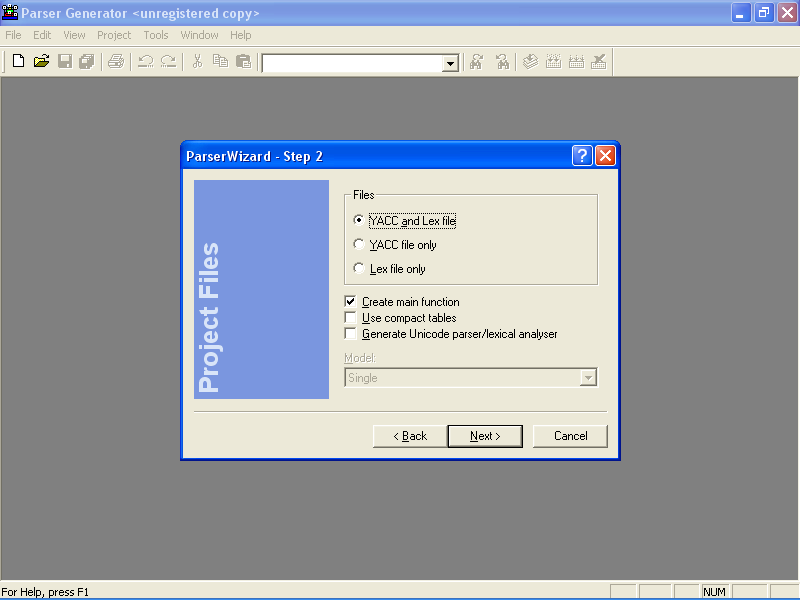 Parser Generator <unregistered copy>
File Edit View Project Tools Window Help
ParserWizard - Step 2
?
Project Files
Files
YACC and Lex file
YACC file only
Lex file only
Create main function
Use compact tables
Generate Unicode parser/lexical analyser
Model:
Single
< Back Next > Cancel
For Help, press F1 NUM